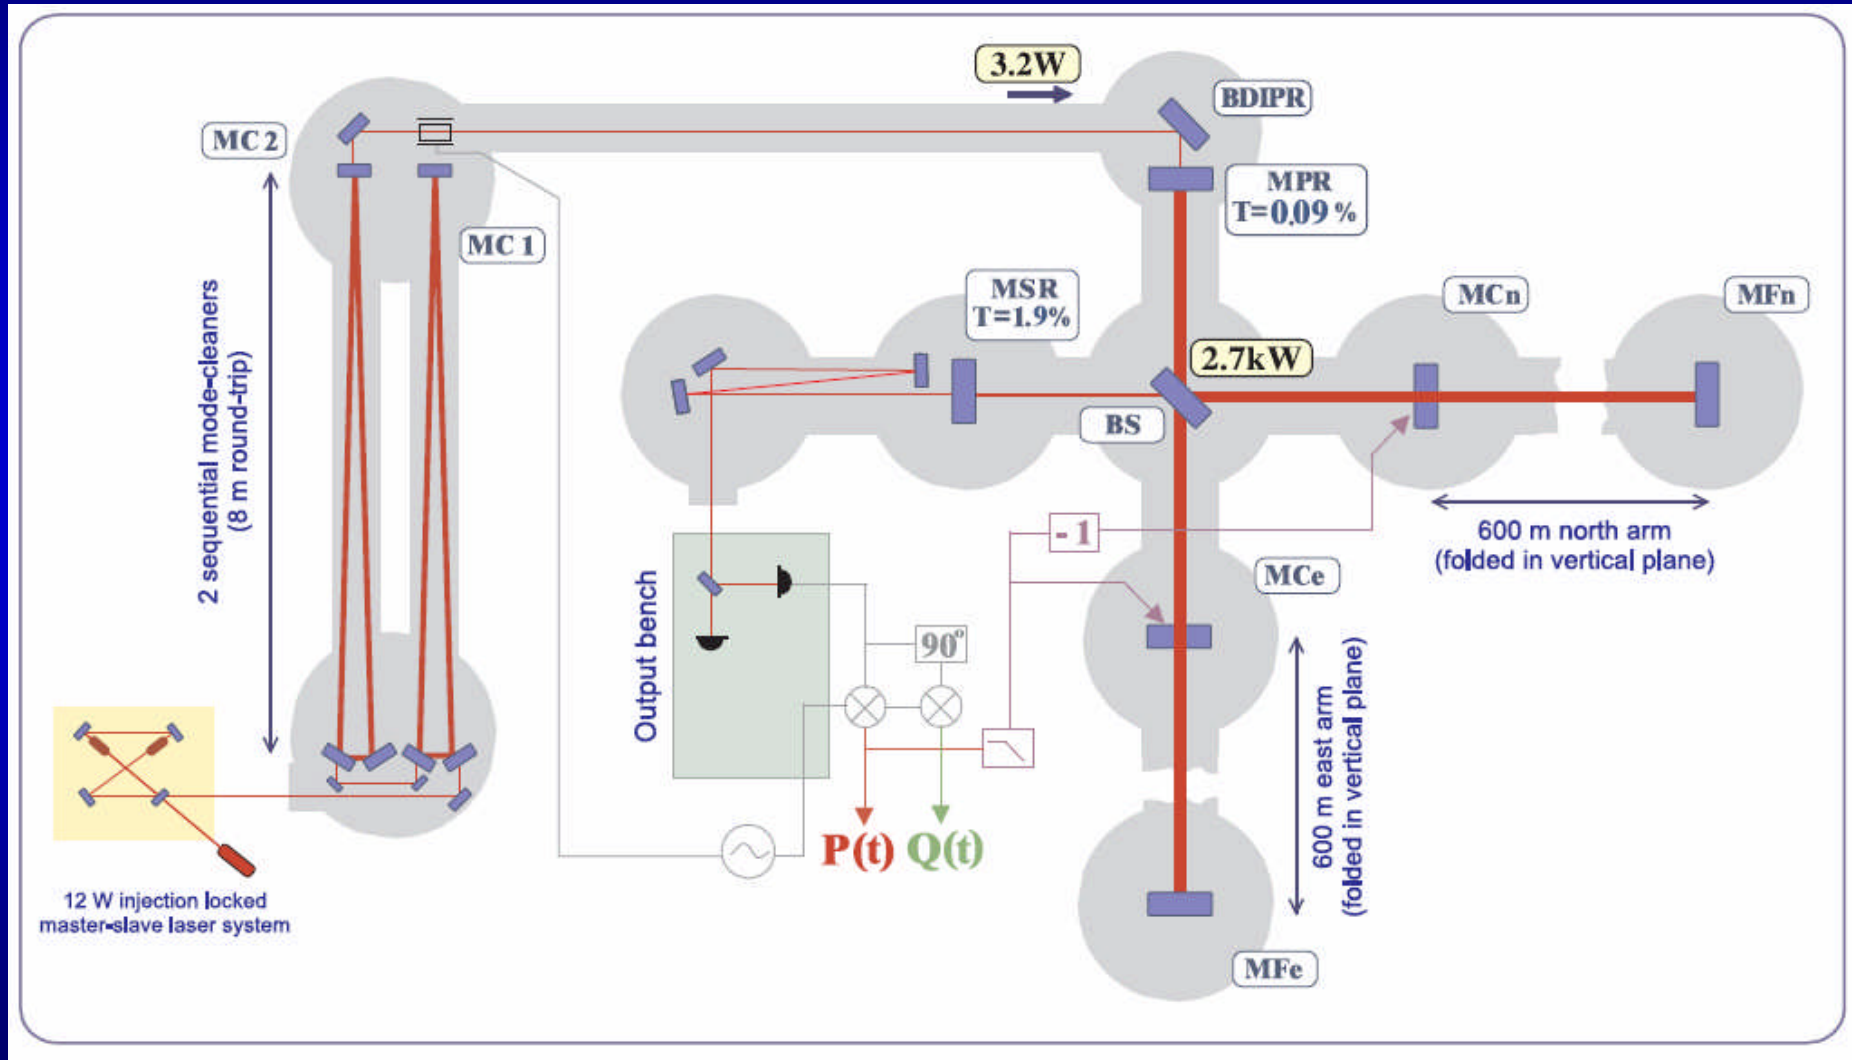 3.2W
BDIPR
MC 2
MPR
T=0.09 %
MC 1
2 sequential mode-cleaners
(8 m round-trip)
MSR
T=1.9%
MCn
MFn
2.7kW
BS
- 1
600 m north arm
(folded in vertical plane)
MCe
Output bench
90°
600 m east arm
(folded in vertical plane)
P(t) Q(t)
12 W injection locked
master-slave laser system
MFe